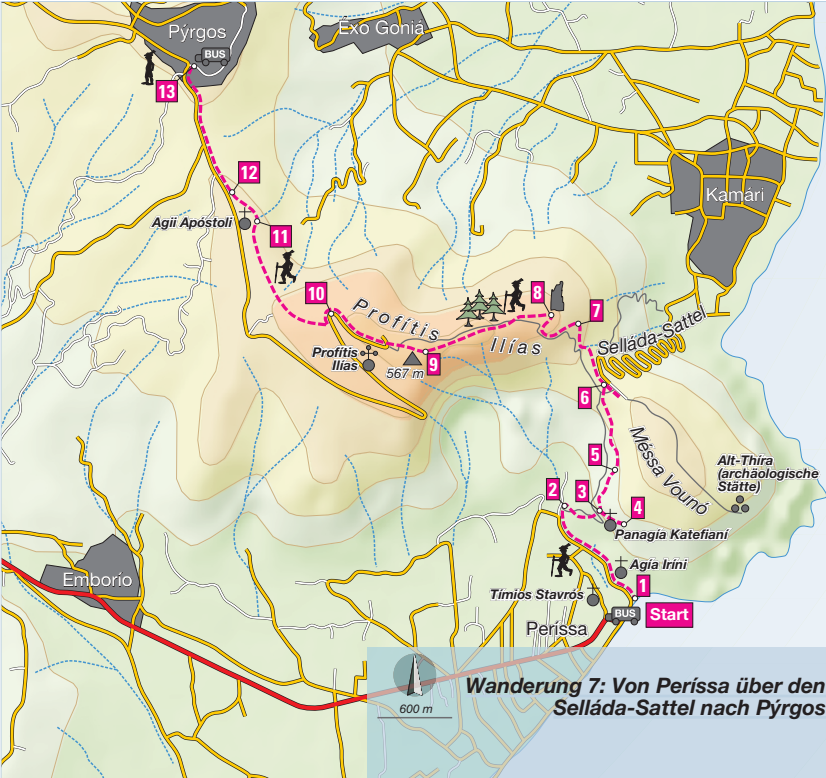 Pýrgos
BUS
Éxo Goniá
13
12
Kamári
Agii Apóstoli
11
10
Profítis
Ilías
8
7
Profítis
Ilías
567 m
9
Selláda-Sattel
6
Méssa Vounó
5
Alt-Thíra
(archäologische
Stätte)
2
3
4
Panagía Katefianí
Emborío
Agía Iríni
1
Tímios Stavrós
BUS
Start
Períssa
600 m
Wanderung 7: Von Períssa über den
Selláda-Sattel nach Pýrgos